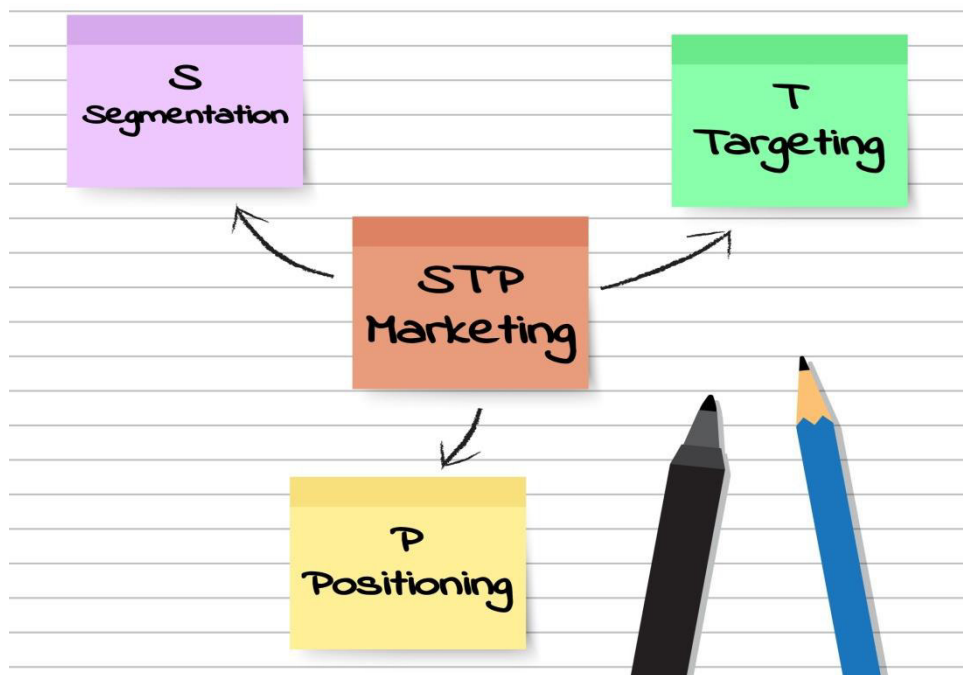 S
Segmentation
T
Targeting
STP
Marketing
P
Positioning